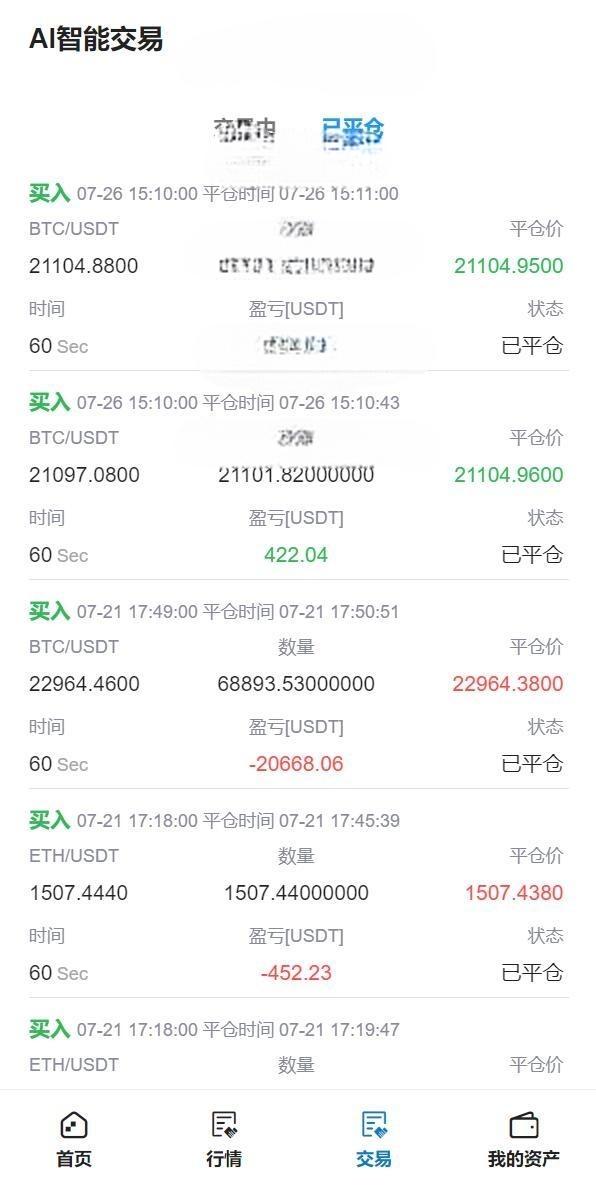 AI智能交易
已平仓
买入 07-26 15:10:00 平仓时间 07-26 15:11:00
BTC/USDT 平仓价
21104.8800 21104.9500
时间 盈亏[USDT] 状态
60 Sec 已平仓
买入 07-26 15:10:00 平仓时间 07-26 15:10:43
BTC/USDT 平仓价
21097.0800 21101.82000000 21104.9600
时间 盈亏[USDT] 状态
60 Sec 422.04 已平仓
买入 07-21 17:49:00 平仓时间 07-21 17:50:51
BTC/USDT 数量 平仓价
22964.4600 68893.53000000 22964.3800
时间 盈亏[USDT] 状态
60 Sec -20668.06 已平仓
买入 07-21 17:18:00 平仓时间 07-21 17:45:39
ETH/USDT 数量 平仓价
1507.4440 1507.44000000 1507.4380
时间 盈亏[USDT] 状态
60 Sec -452.23 已平仓
买入 07-21 17:18:00 平仓时间 07-21 17:19:47
ETH/USDT 数量 平仓价
首页 行情 交易 我的资产